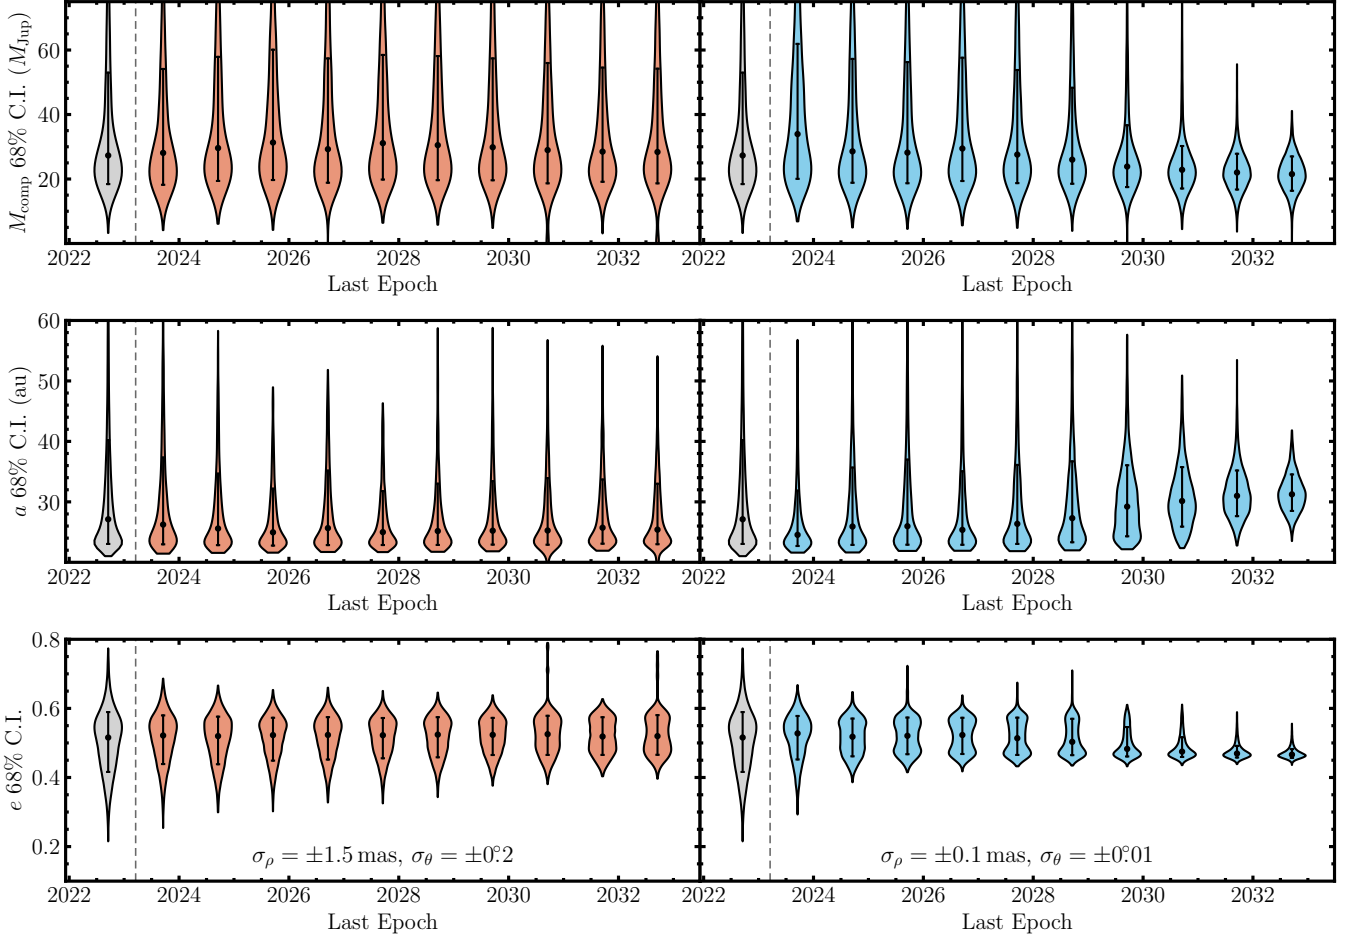 M_comp 68% C.I. (M_Jup)
60
40
20
2022 2024 2026 2028 2030 2032 2022 2024 2026 2028 2030 2032
Last Epoch Last Epoch
a 68% C.I. (au)
60
50
40
30
2022 2024 2026 2028 2030 2032 2022 2024 2026 2028 2030 2032
Last Epoch Last Epoch
e 68% C.I.
0.8
0.6
0.4
0.2
σ_ρ = ±1.5 mas, σ_θ = ±0°.2 σ_ρ = ±0.1 mas, σ_θ = ±0°.01
2022 2024 2026 2028 2030 2032 2022 2024 2026 2028 2030 2032
Last Epoch Last Epoch